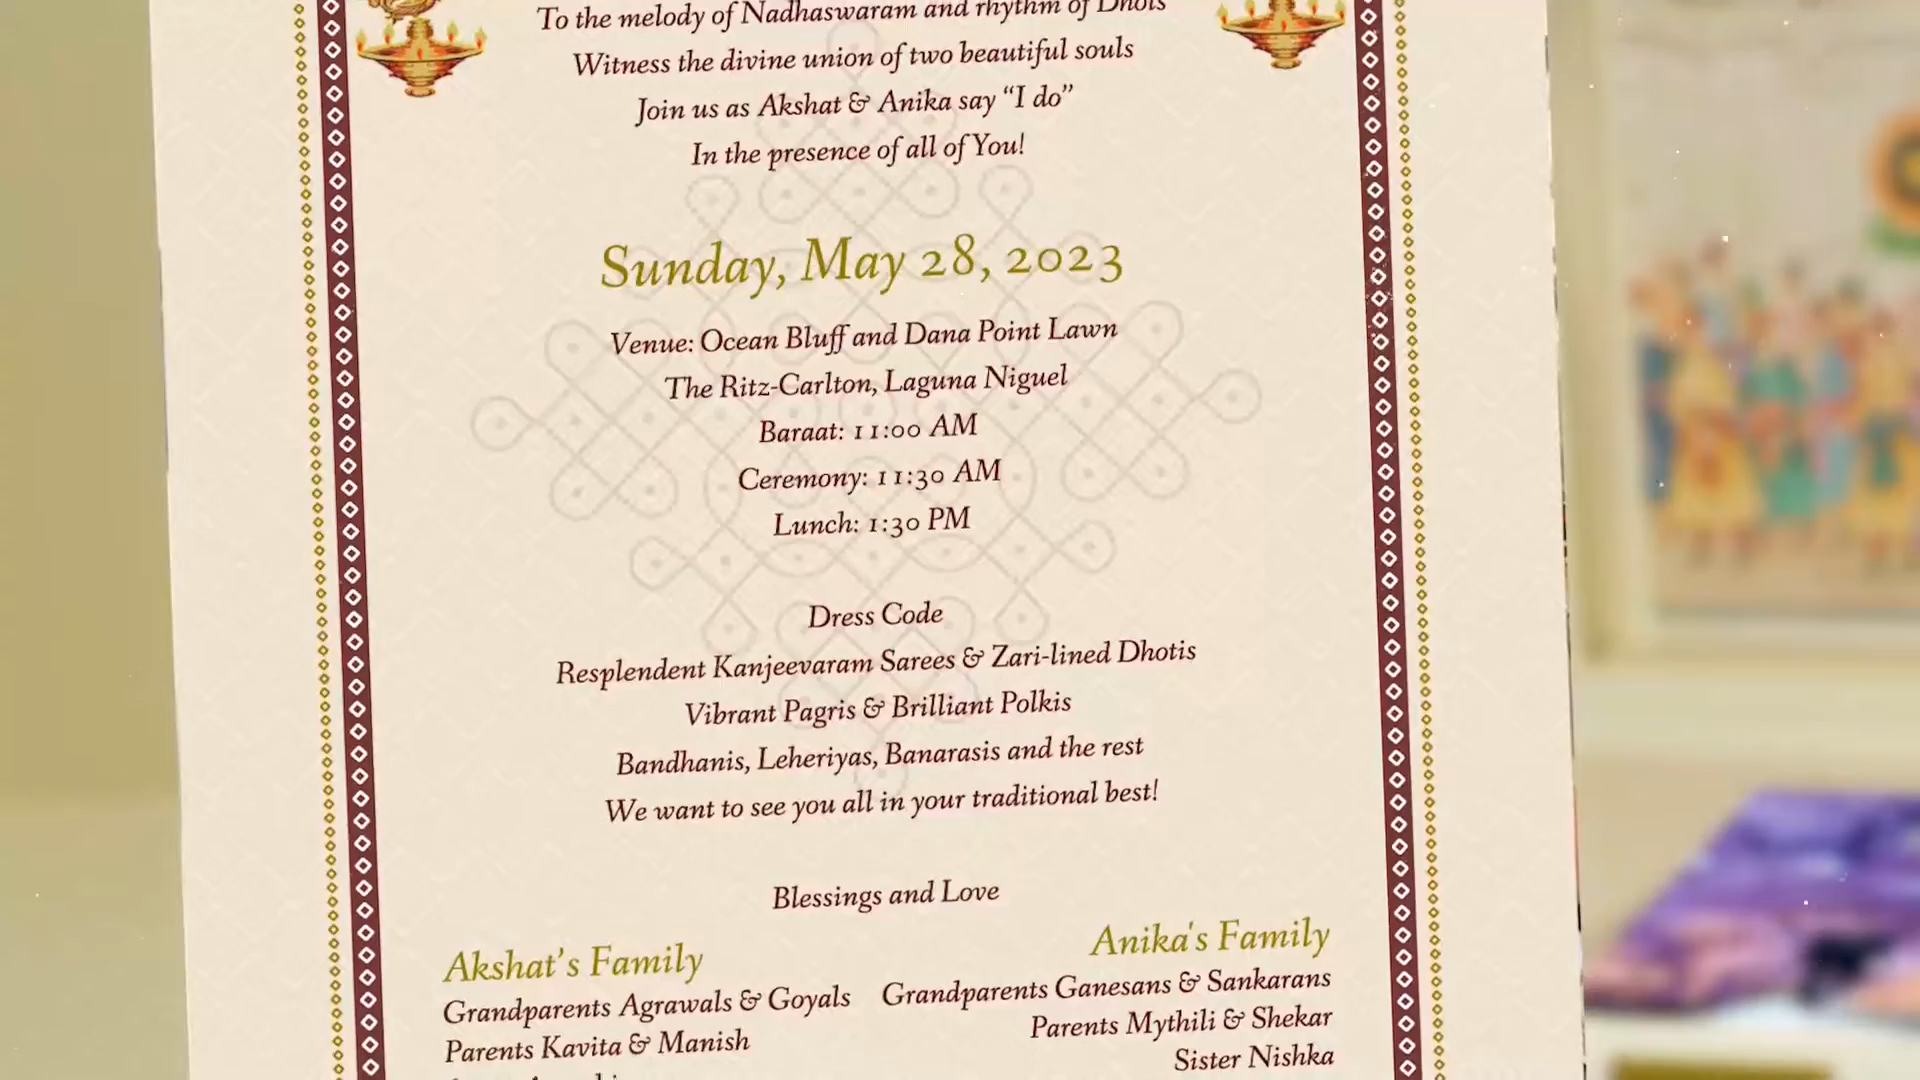 To the melody of Nadhaswaram and rhythm of Dhols
Witness the divine union of two beautiful souls
Join us as Akshat & Anika say “I do”
In the presence of all of You!
Sunday, May 28, 2023
Venue: Ocean Bluff and Dana Point Lawn
The Ritz-Carlton, Laguna Niguel
Baraat: 11:00 AM
Ceremony: 11:30 AM
Lunch: 1:30 PM
Dress Code
Resplendent Kanjeevaram Sarees & Zari-lined Dhotis
Vibrant Pagris & Brilliant Polkis
Bandhanis, Leheriyas, Banarasis and the rest
We want to see you all in your traditional best!
Blessings and Love
Akshat's Family
Grandparents Agrawals & Goyals
Parents Kavita & Manish
Anika's Family
Grandparents Ganesans & Sankarans
Parents Mythili & Shekar
Sister Nishka